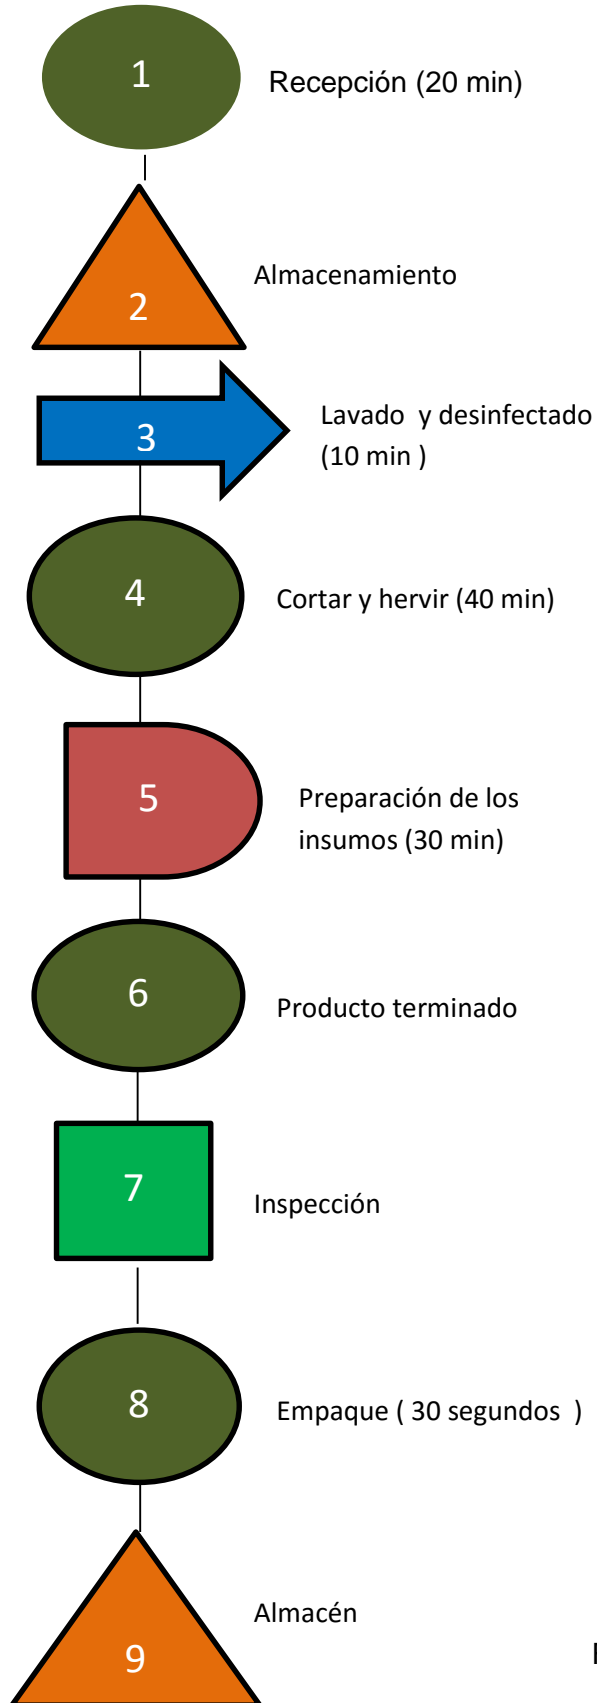 1
Recepción (20 min)
2
Almacenamiento
3
Lavado y desinfectado
(10 min )
4
Cortar y hervir (40 min)
5
Preparación de los
insumos (30 min)
6
Producto terminado
7
Inspección
8
Empaque ( 30 segundos )
9
Almacén